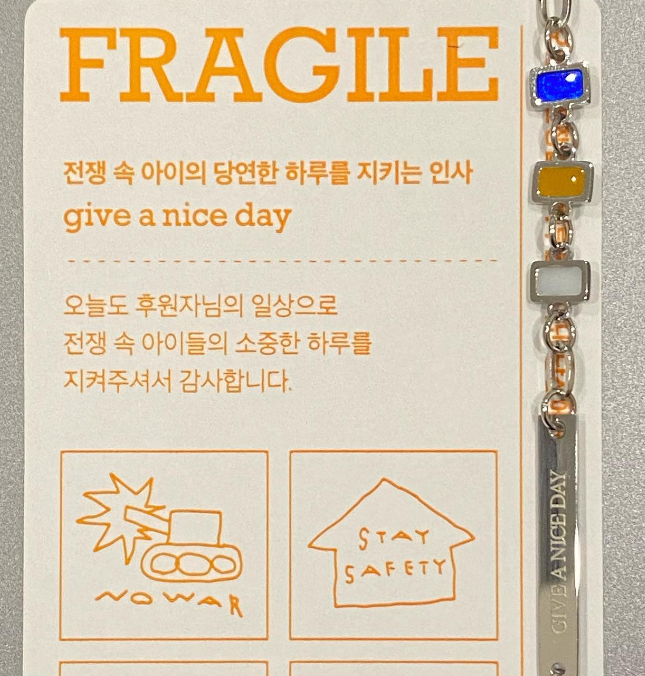 FRAGILE
전쟁 속 아이의 당연한 하루를 지키는 인사
give a nice day
오늘도 후원자님의 일상으로
전쟁 속 아이들의 소중한 하루를
지켜주셔서 감사합니다.
NO WAR
STAY
SAFETY
GIVE A NICE DAY